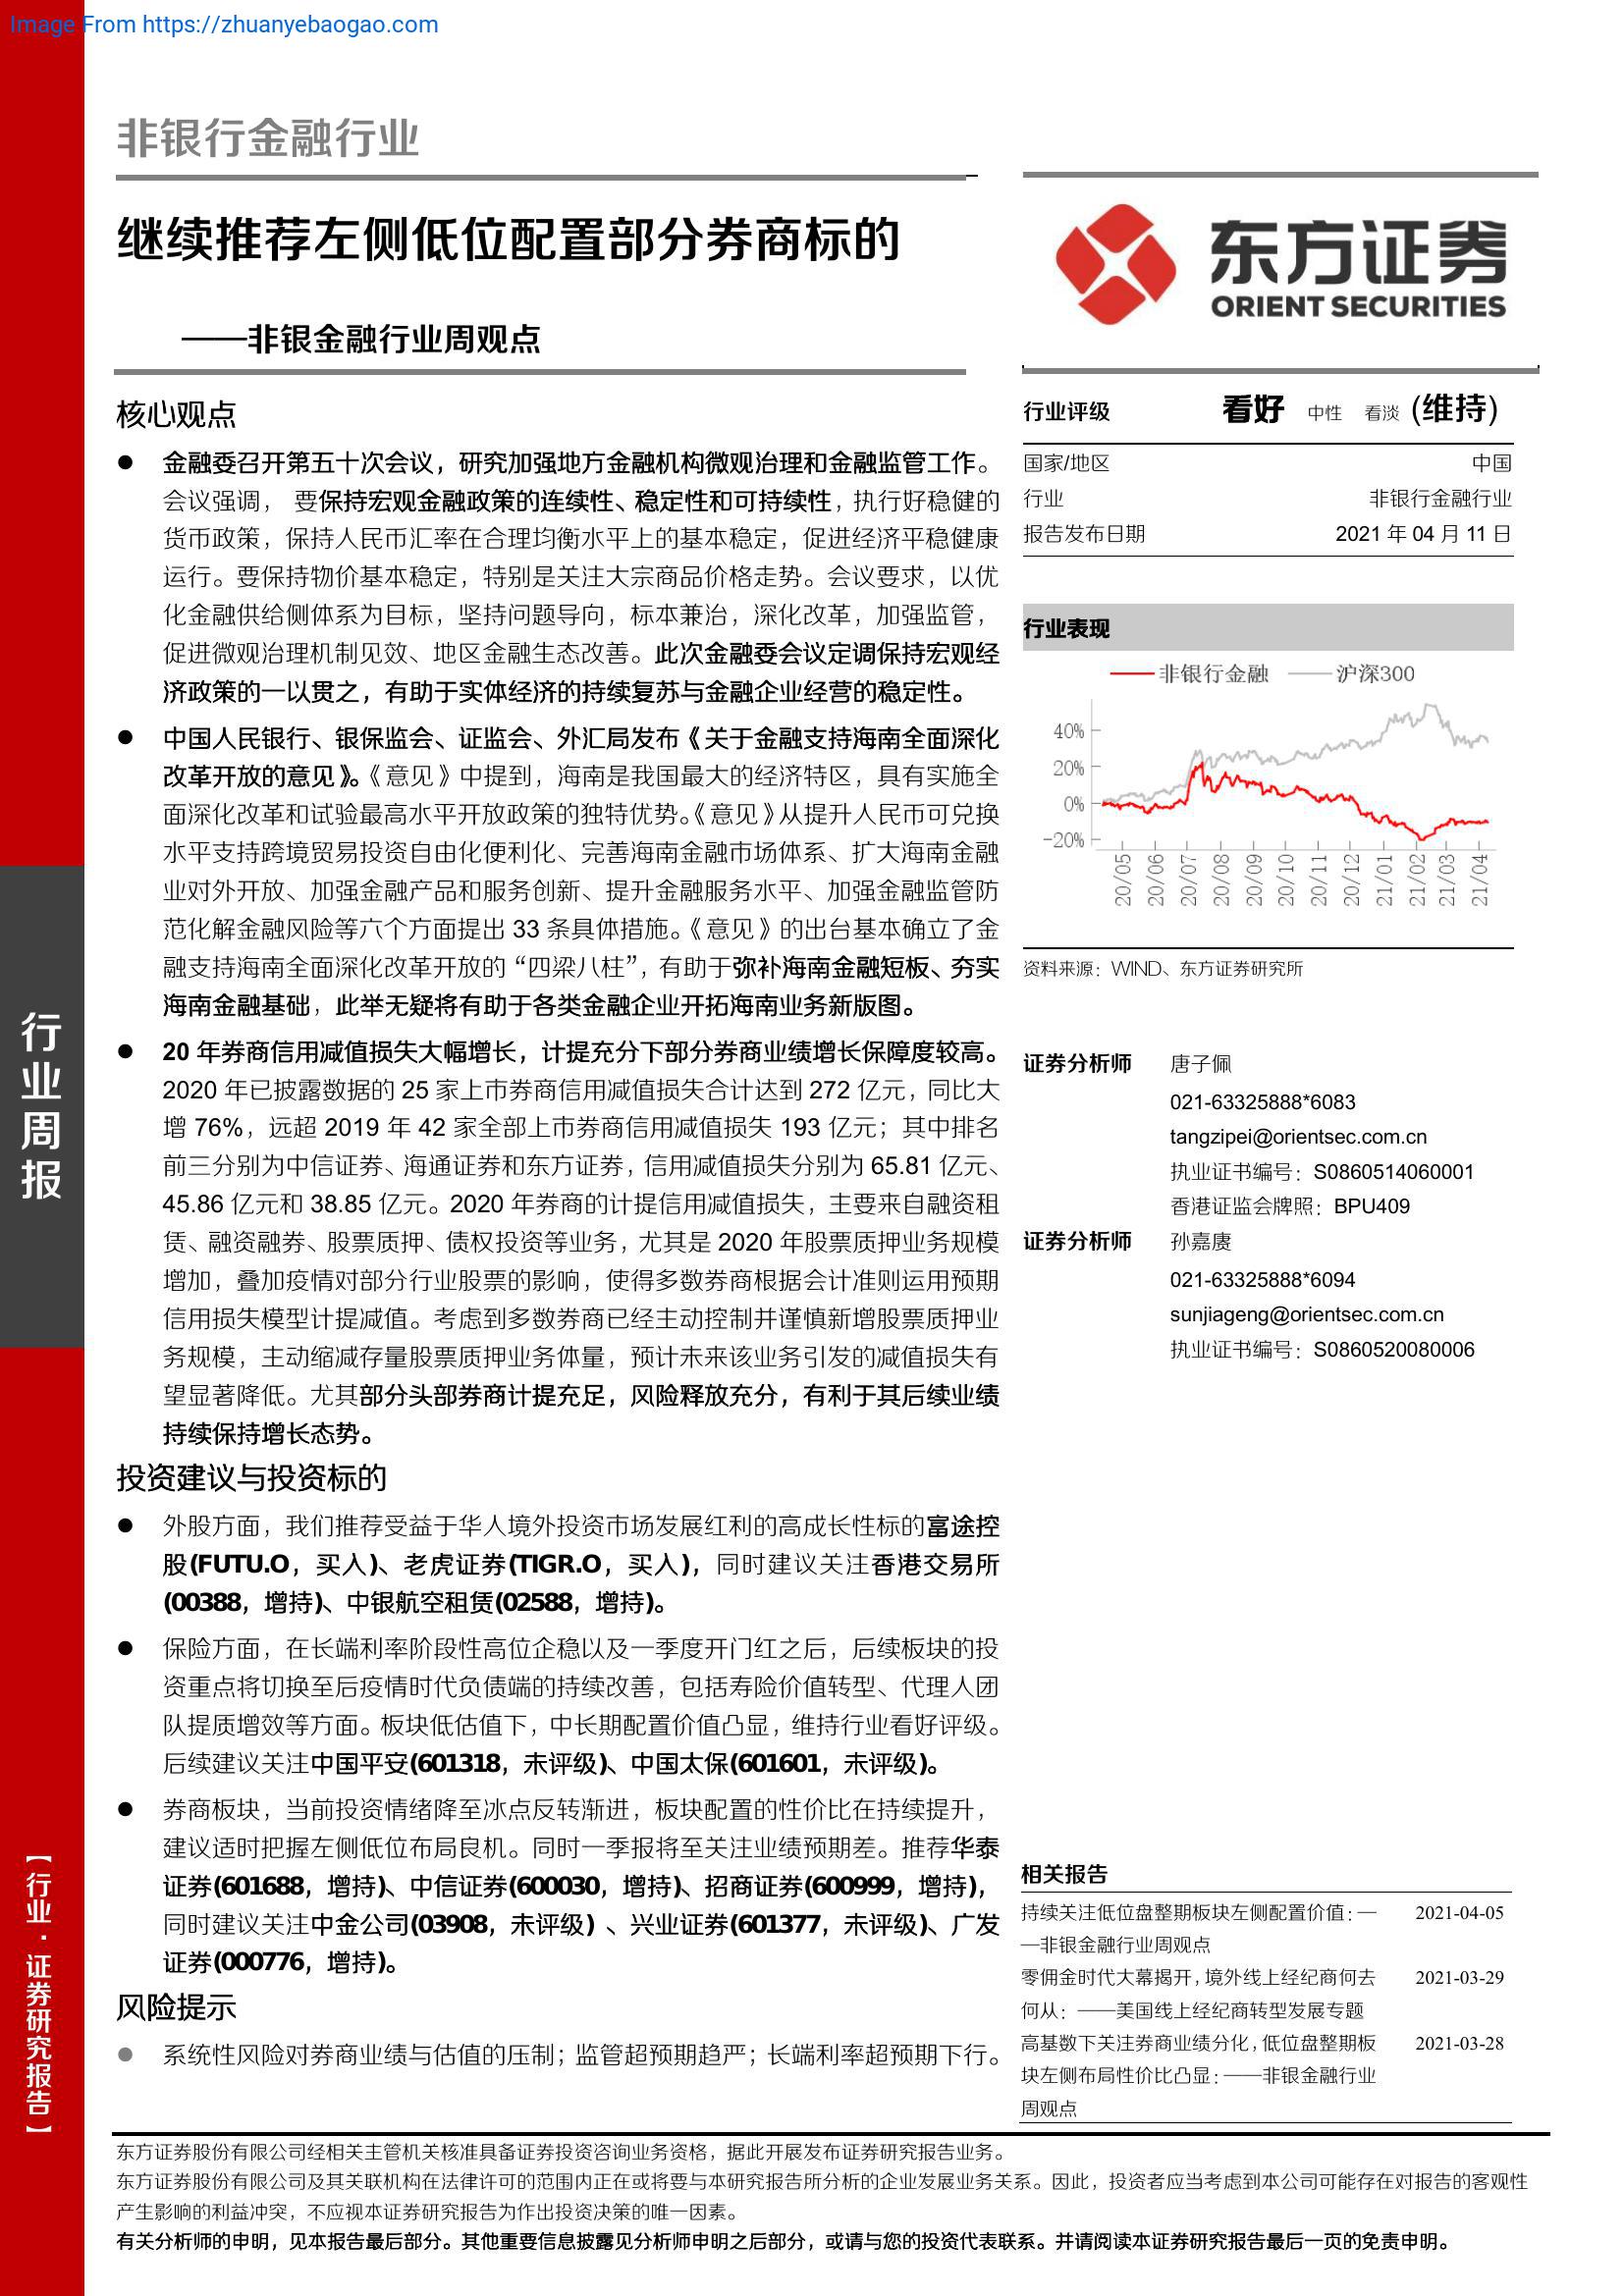 Image From https://zhuanyebaogao.com
非银行金融行业
继续推荐左侧低位配置部分券商标的
——非银金融行业周观点
核心观点
● 金融委召开第五十次会议，研究加强地方金融机构微观治理和金融监管工作。
会议强调， 要保持宏观金融政策的连续性、稳定性和可持续性，执行好稳健的
货币政策，保持人民币汇率在合理均衡水平上的基本稳定，促进经济平稳健康
运行。要保持物价基本稳定，特别是关注大宗商品价格走势。会议要求，以优
化金融供给侧体系为目标，坚持问题导向，标本兼治，深化改革，加强监管，
促进微观治理机制见效、地区金融生态改善。此次金融委会议定调保持宏观经
济政策的一以贯之，有助于实体经济的持续复苏与金融企业经营的稳定性。
● 中国人民银行、银保监会、证监会、外汇局发布《关于金融支持海南全面深化
改革开放的意见》。《意见》中提到，海南是我国最大的经济特区，具有实施全
面深化改革和试验最高水平开放政策的独特优势。《意见》从提升人民币可兑换
水平支持跨境贸易投资自由化便利化、完善海南金融市场体系、扩大海南金融
业对外开放、加强金融产品和服务创新、提升金融服务水平、加强金融监管防
范化解金融风险等六个方面提出 33 条具体措施。《意见》的出台基本确立了金
融支持海南全面深化改革开放的“四梁八柱”，有助于弥补海南金融短板、夯实
海南金融基础，此举无疑将有助于各类金融企业开拓海南业务新版图。
● 20 年券商信用减值损失大幅增长，计提充分下部分券商业绩增长保障度较高。
2020 年已披露数据的 25 家上市券商信用减值损失合计达到 272 亿元，同比大
增 76%，远超 2019 年 42 家全部上市券商信用减值损失 193 亿元；其中排名
前三分别为中信证券、海通证券和东方证券，信用减值损失分别为 65.81 亿元、
45.86 亿元和 38.85 亿元。2020 年券商的计提信用减值损失，主要来自融资租
赁、融资融券、股票质押、债权投资等业务，尤其是 2020 年股票质押业务规模
增加，叠加疫情对部分行业股票的影响，使得多数券商根据会计准则运用预期
信用损失模型计提减值。考虑到多数券商已经主动控制并谨慎新增股票质押业
务规模，主动缩减存量股票质押业务体量，预计未来该业务引发的减值损失有
望显著降低。尤其部分头部券商计提充足，风险释放充分，有利于其后续业绩
持续保持增长态势。
投资建议与投资标的
● 外股方面，我们推荐受益于华人境外投资市场发展红利的高成长性标的富途控
股(FUTU.O，买入)、老虎证券(TIGR.O，买入)，同时建议关注香港交易所
(00388，增持)、中银航空租赁(02588，增持)。
● 保险方面，在长端利率阶段性高位企稳以及一季度开门红之后，后续板块的投
资重点将切换至后疫情时代负债端的持续改善，包括寿险价值转型、代理人团
队提质增效等方面。板块低估值下，中长期配置价值凸显，维持行业看好评级。
后续建议关注中国平安(601318，未评级)、中国太保(601601，未评级)。
● 券商板块，当前投资情绪降至冰点反转渐进，板块配置的性价比在持续提升，
建议适时把握左侧低位布局良机。同时一季报将至关注业绩预期差。推荐华泰
证券(601688，增持)、中信证券(600030，增持)、招商证券(600999，增持)，
同时建议关注中金公司(03908，未评级) 、兴业证券(601377，未评级)、广发
证券(000776，增持)。
风险提示
● 系统性风险对券商业绩与估值的压制；监管超预期趋严；长端利率超预期下行。
东方证券
ORIENT SECURITIES
行业评级 看好 中性 看淡 (维持)
国家/地区 中国
行业 非银行金融行业
报告发布日期 2021 年 04 月 11 日
行业表现
非银行金融 沪深300
40%
20%
0%
-20%
20/05 20/06 20/07 20/08 20/09 20/10 20/11 20/12 21/01 21/02 21/03 21/04
资料来源：WIND、东方证券研究所
证券分析师 唐子佩
021-63325888*6083
tangzipei@orientsec.com.cn
执业证书编号：S0860514060001
香港证监会牌照：BPU409
证券分析师 孙嘉赓
021-63325888*6094
sunjiageng@orientsec.com.cn
执业证书编号：S0860520080006
相关报告
持续关注低位盘整期板块左侧配置价值：— 2021-04-05
—非银金融行业周观点
零佣金时代大幕揭开，境外线上经纪商何去 2021-03-29
何从：——美国线上经纪商转型发展专题
高基数下关注券商业绩分化，低位盘整期板 2021-03-28
块左侧布局性价比凸显：——非银金融行业
周观点
行业周报
【行业·证券研究报告】
东方证券股份有限公司经相关主管机关核准具备证券投资咨询业务资格，据此开展发布证券研究报告业务。
东方证券股份有限公司及其关联机构在法律许可的范围内正在或将要与本研究报告所分析的企业发展业务关系。因此，投资者应当考虑到本公司可能存在对报告的客观性
产生影响的利益冲突，不应视本证券研究报告为作出投资决策的唯一因素。
有关分析师的申明，见本报告最后部分。其他重要信息披露见分析师申明之后部分，或请与您的投资代表联系。并请阅读本证券研究报告最后一页的免责申明。